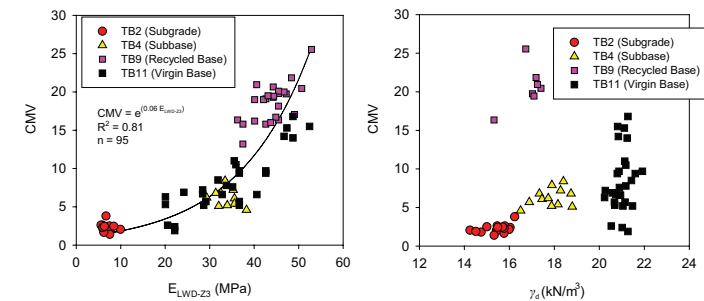 30
25
20
15
10
5
0
CMV
TB2 (Subgrade)
TB4 (Subbase)
TB9 (Recycled Base)
TB11 (Virgin Base)
CMV = e^(0.06 E_LWD-Z3)
R² = 0.81
n = 95
0 10 20 30 40 50 60
E_LWD-Z3 (MPa)
30
25
20
15
10
5
0
CMV
TB2 (Subgrade)
TB4 (Subbase)
TB9 (Recycled Base)
TB11 (Virgin Base)
12 14 16 18 20 22 24
γ_d (kN/m³)